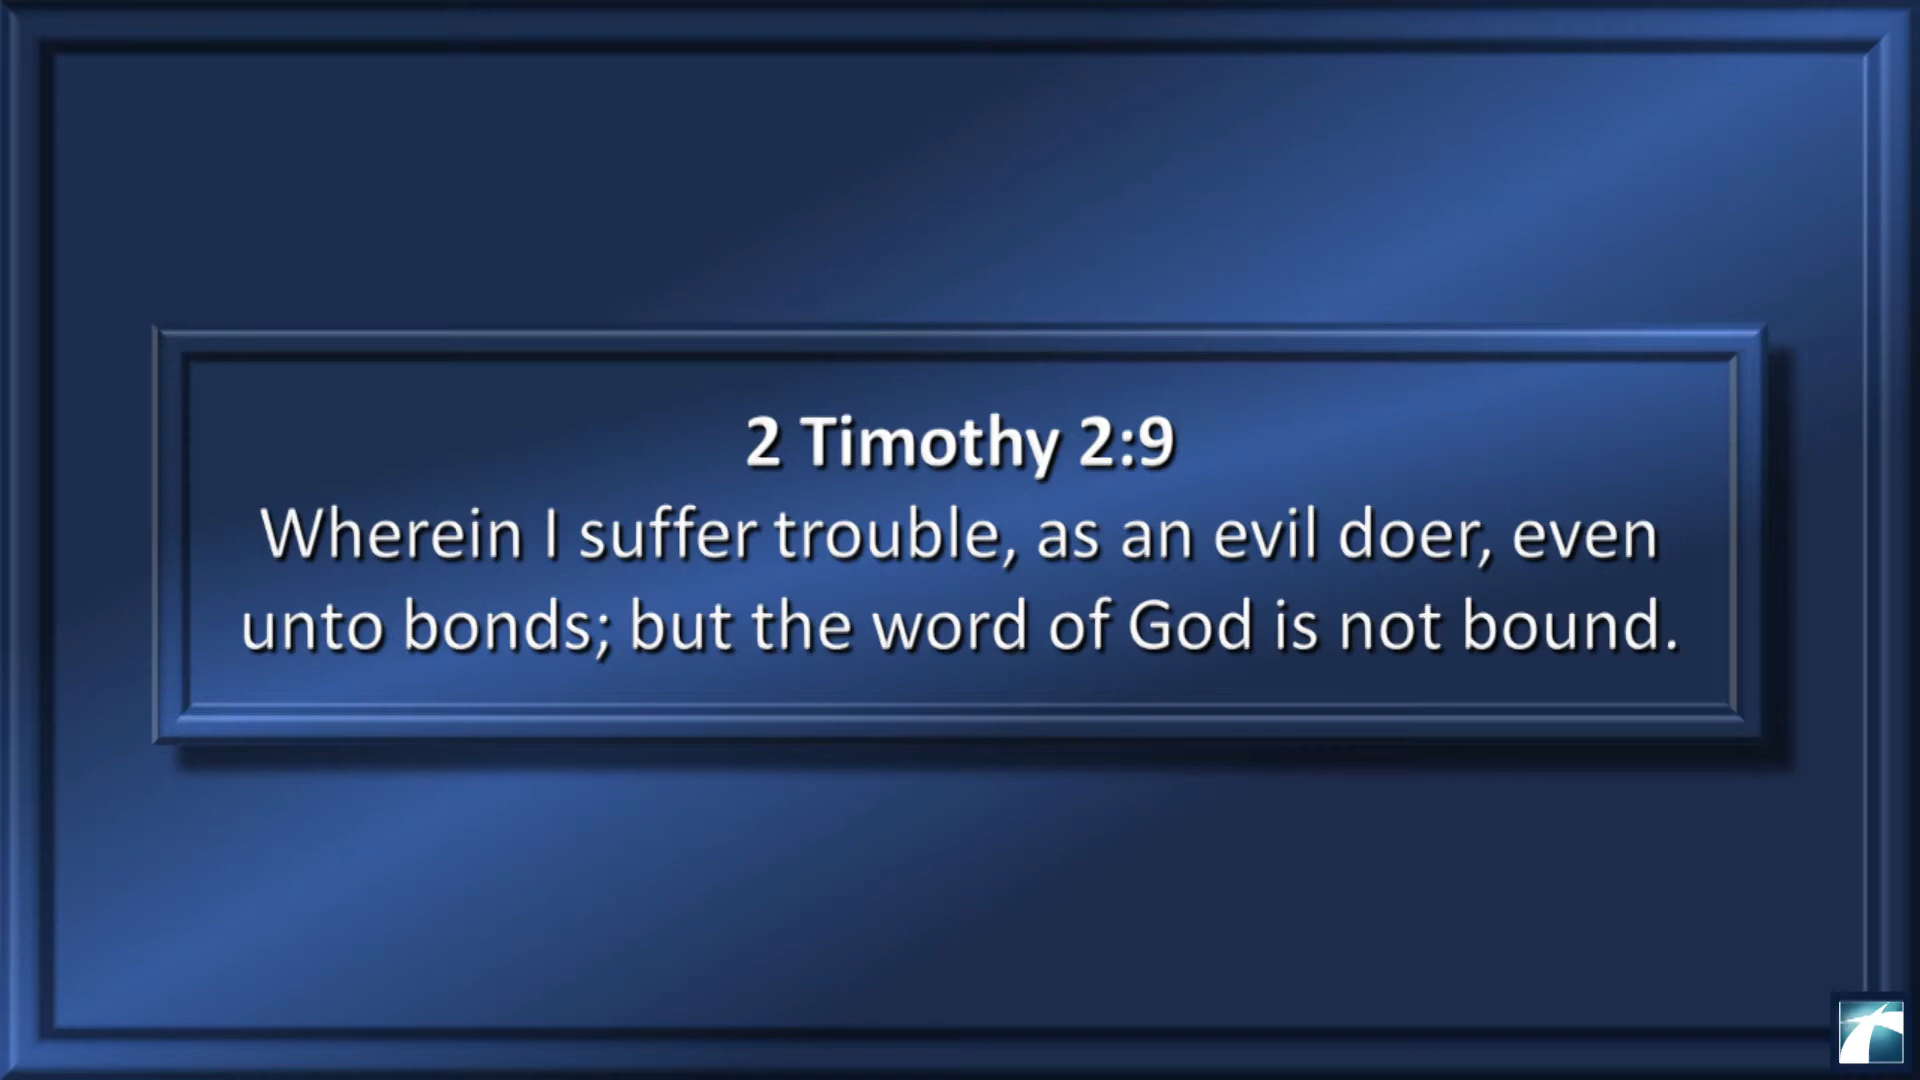 2 Timothy 2:9
Wherein I suffer trouble, as an evil doer, even
unto bonds; but the word of God is not bound.